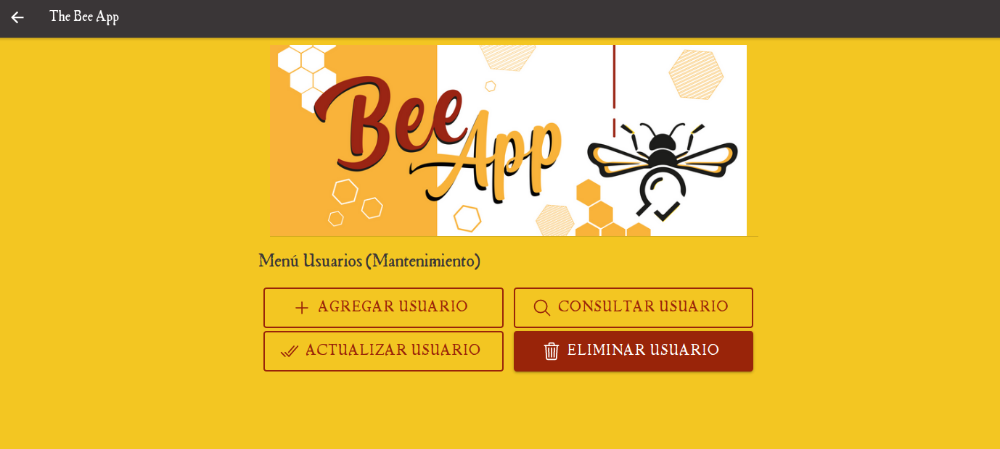 The Bee App
Bee
App
Menú Usuarios (Mantenimiento)
AGREGAR USUARIO
CONSULTAR USUARIO
ACTUALIZAR USUARIO
ELIMINAR USUARIO